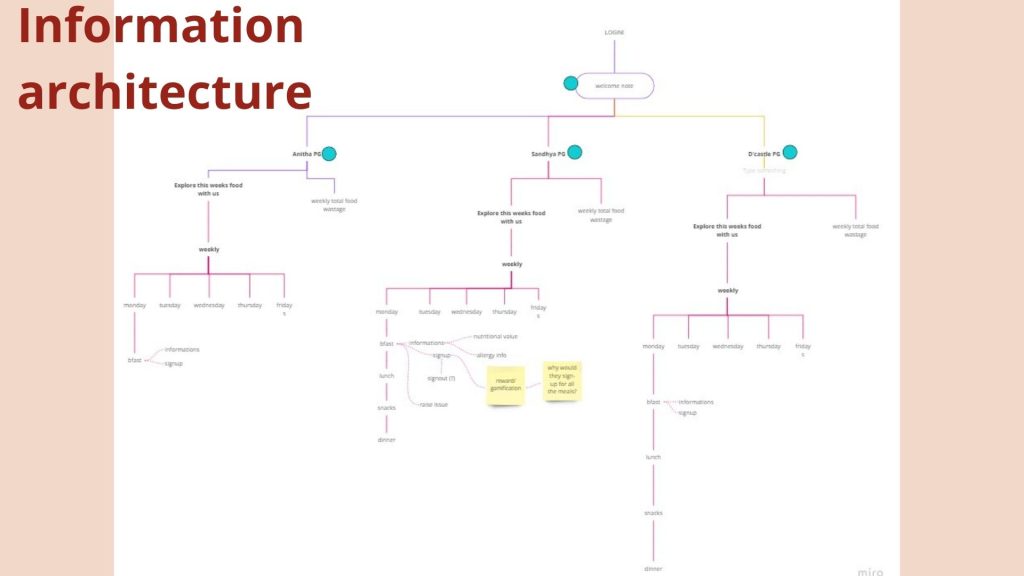 Information
architecture
LOGIN!
welcome note
Anitha PG
Sandhya PG
D'castle PG
Type something
Explore this weeks food
with us
weekly total food
wastage
weekly
monday
tuesday
wednesday
thursday
friday
s
bfast
informations
signup
Explore this weeks food
with us
weekly total food
wastage
weekly
monday
tuesday
wednesday
thursday
friday
s
bfast
informations
nutritional value
signup
allergy info
signout (?)
raise issue
reward/
gamification
why would
they sign-
up for all
the meals?
lunch
snacks
dinner
Explore this weeks food
with us
weekly total food
wastage
weekly
monday
tuesday
wednesday
thursday
friday
s
bfast
informations
signup
lunch
snacks
dinner
miro